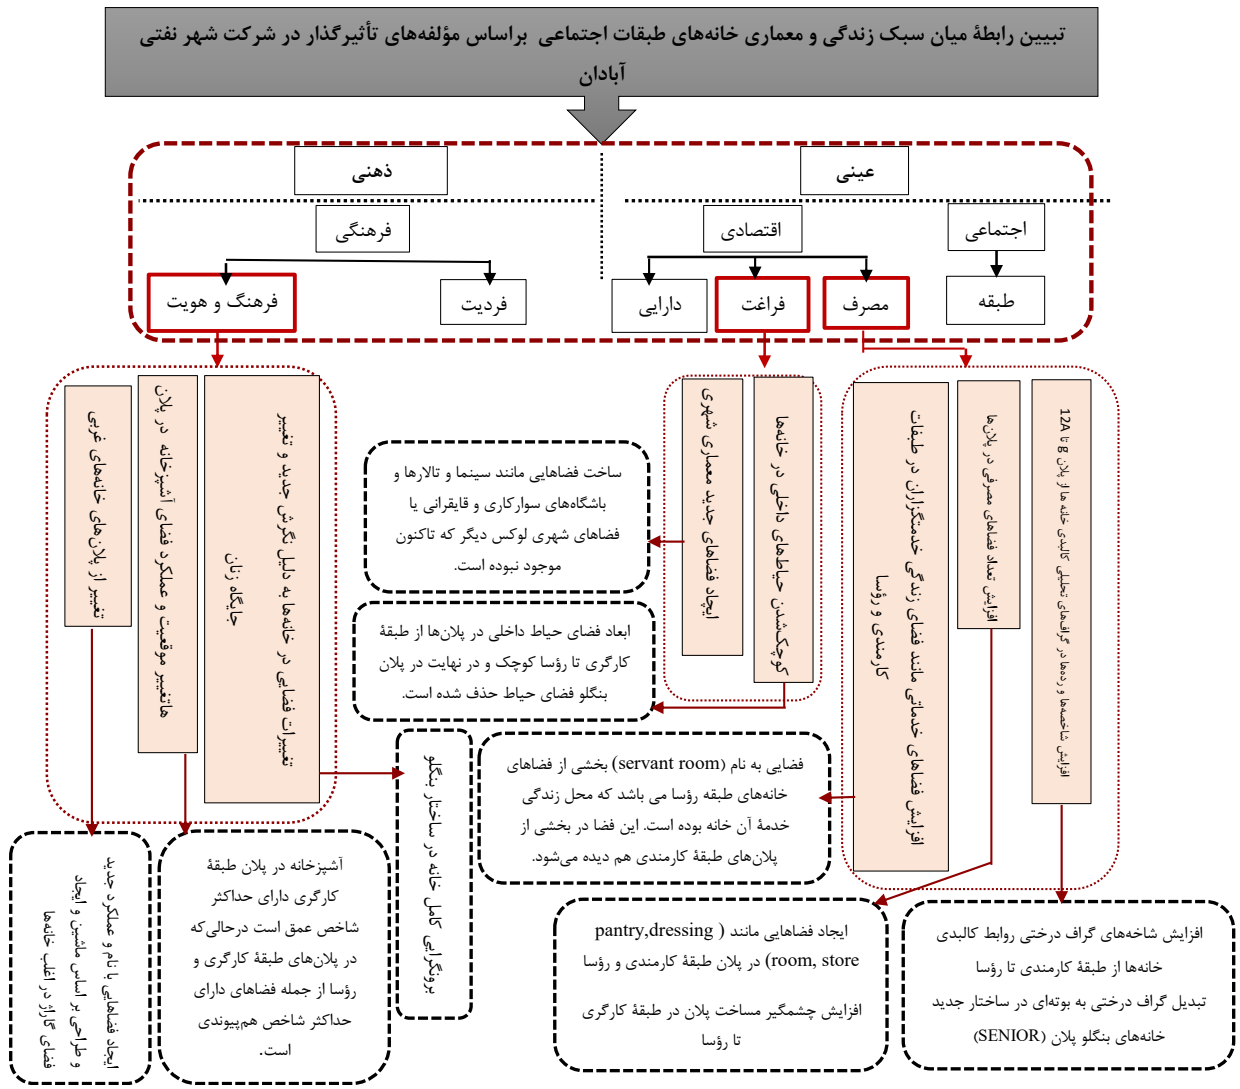 تبیین رابطهٔ میان سبک زندگی و معماری خانه‌های طبقات اجتماعی براساس مؤلفه‌های تأثیرگذار در شرکت شهر نفتی
آبادان
عینی
ذهنی
اجتماعی
اقتصادی
فرهنگی
طبقه
مصرف
فراغت
دارایی
فردیت
فرهنگ و هویت
افزایش شاخصه‌ها و رده‌ها در گراف‌های تحلیلی کالبدی خانه ها از پلان g تا 12A
افزایش تعداد فضاهای مصرفی در پلان‌ها
افزایش فضاهای خدماتی مانند فضای زندگی خدمتگزاران در طبقات
کارمندی و رؤسا
کوچک‌شدن حیاط‌های داخلی در خانه‌ها
ایجاد فضاهای جدید معماری شهری
تغییرات فضایی در خانه‌ها به دلیل نگرش جدید و تغییر
جایگاه زنان
هاتغییر موقعیت و عملکرد فضای آشپزخانه در پلان
تغییر از پلان‌های خانه‌های غربی
ساخت فضاهایی مانند سینما و تالارها و
باشگاه‌های سوارکاری و قایقرانی یا
فضاهای شهری لوکس دیگر که تاکنون
موجود نبوده است.
ابعاد فضای حیاط داخلی در پلان‌ها از طبقهٔ
کارگری تا رؤسا کوچک و در نهایت در پلان
بنگلو فضای حیاط حذف شده است.
فضایی به نام (servant room) بخشی از فضاهای
خانه‌های طبقه رؤسا می باشد که محل زندگی
خدمهٔ آن خانه بوده است. این فضا در بخشی از
پلان‌های طبقهٔ کارمندی هم دیده می‌شود.
برونگرایی کامل خانه در ساختار بنگلو
افزایش شاخه‌های گراف درختی روابط کالبدی
خانه‌ها از طبقهٔ کارمندی تا رؤسا
تبدیل گراف درختی به بوته‌ای در ساختار جدید
خانه‌های بنگلو پلان (SENIOR)
ایجاد فضاهایی مانند ( pantry,dressing
room, store) در پلان طبقهٔ کارمندی و رؤسا
افزایش چشمگیر مساخت پلان در طبقهٔ کارگری
تا رؤسا
آشپزخانه در پلان طبقهٔ
کارگری دارای حداکثر
شاخص عمق است درحالی‌که
در پلان‌های طبقهٔ کارگری و
رؤسا از جمله فضاهای دارای
حداکثر شاخص هم‌پیوندی
است.
ایجاد فضاهایی با نام و عملکرد جدید
و طراحی بر اساس ماشین و ایجاد
فضای گاراژ در اغلب خانه‌ها